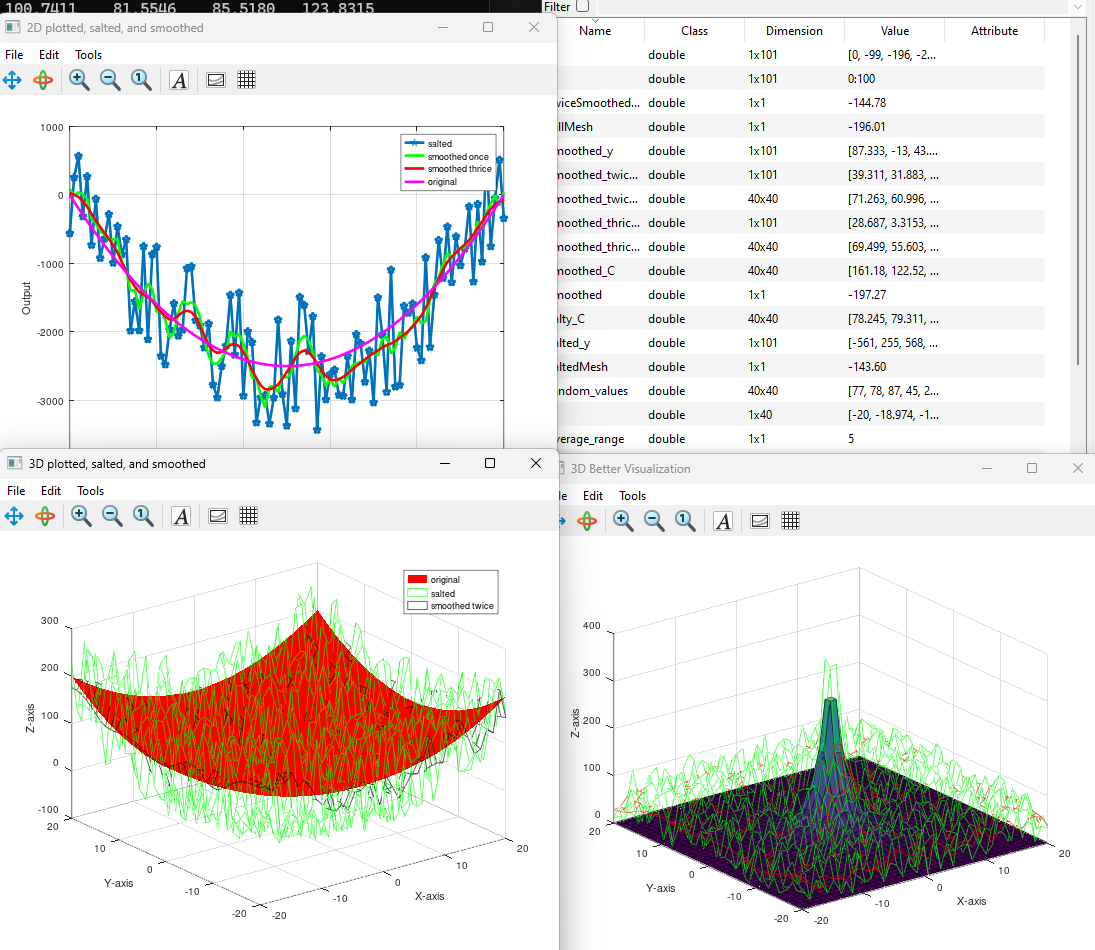 100.7411 81.5546 85.5180 123.8315
2D plotted, salted, and smoothed
File Edit Tools
A
1000
0
-1000
-2000
-3000
Output
salted
smoothed once
smoothed thrice
original
Filter
Name Class Dimension Value Attribute
double 1x101 [0, -99, -196, -2...
double 1x101 0:100
viceSmoothed... double 1x1 -144.78
llMesh double 1x1 -196.01
moothed_y double 1x101 [87.333, -13, 43....
moothed_twic... double 1x101 [39.311, 31.883, ...
moothed_twic... double 40x40 [71.263, 60.996, ...
moothed_thric... double 1x101 [28.687, 3.3153, ...
moothed_thric... double 40x40 [69.499, 55.603, ...
moothed_C double 40x40 [161.18, 122.52, ...
moothed double 1x1 -197.27
lty_C double 40x40 [78.245, 79.311, ...
lted_y double 1x101 [-561, 255, 568, ...
ltedMesh double 1x1 -143.60
ndom_values double 40x40 [77, 78, 87, 45, 2...
double 1x40 [-20, -18.974, -1...
verage_range double 1x1 5
3D plotted, salted, and smoothed
File Edit Tools
A
original
salted
smoothed twice
300
200
100
0
-100
Z-axis
20
10
0
-10
-20
Y-axis
-20
-10
0
10
20
X-axis
3D Better Visualization
le Edit Tools
A
400
300
200
100
0
Z-axis
20
10
0
-10
-20
Y-axis
-20
-10
0
10
20
X-axis